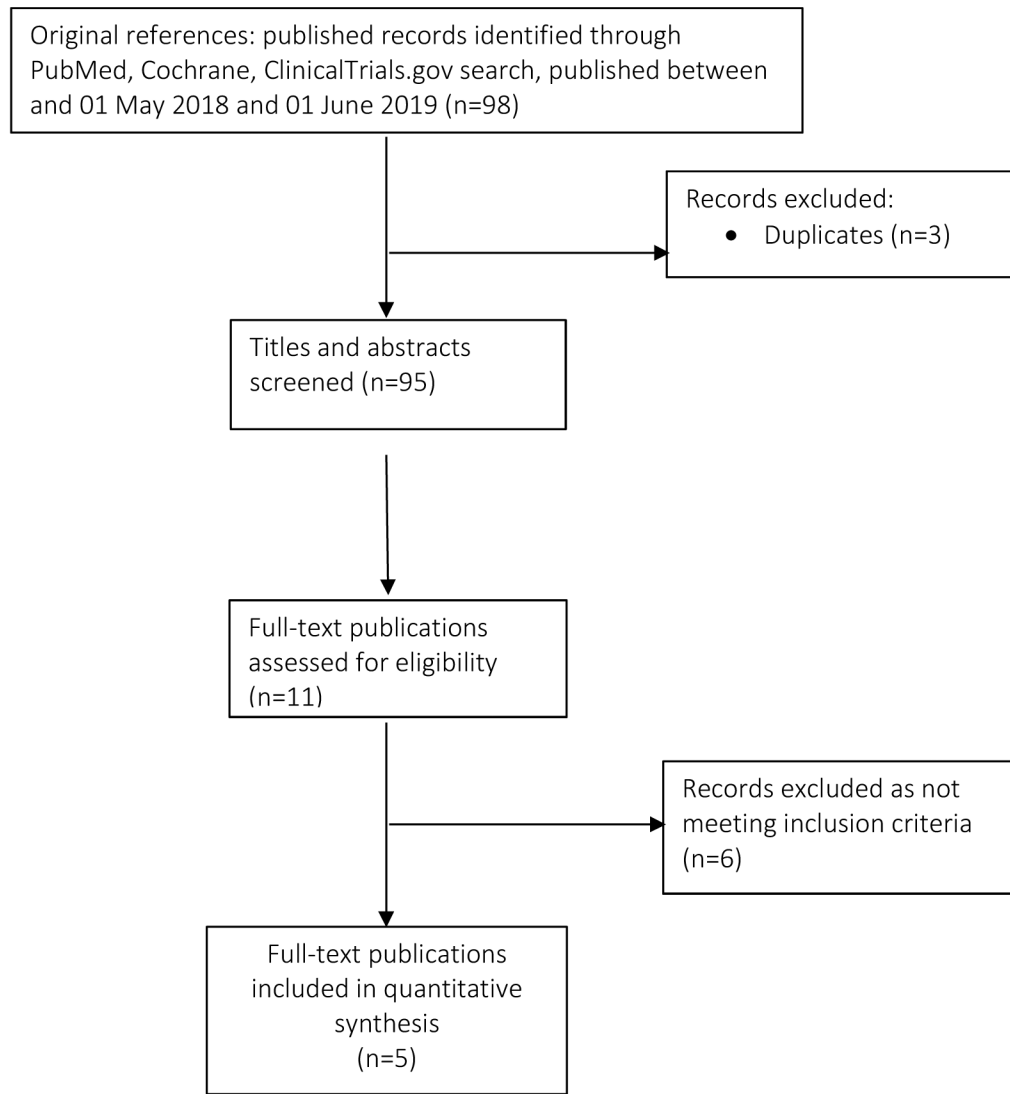 Original references: published records identified through
PubMed, Cochrane, ClinicalTrials.gov search, published between
and 01 May 2018 and 01 June 2019 (n=98)
Records excluded:
● Duplicates (n=3)
Titles and abstracts
screened (n=95)
Full-text publications
assessed for eligibility
(n=11)
Records excluded as not
meeting inclusion criteria
(n=6)
Full-text publications
included in quantitative
synthesis
(n=5)